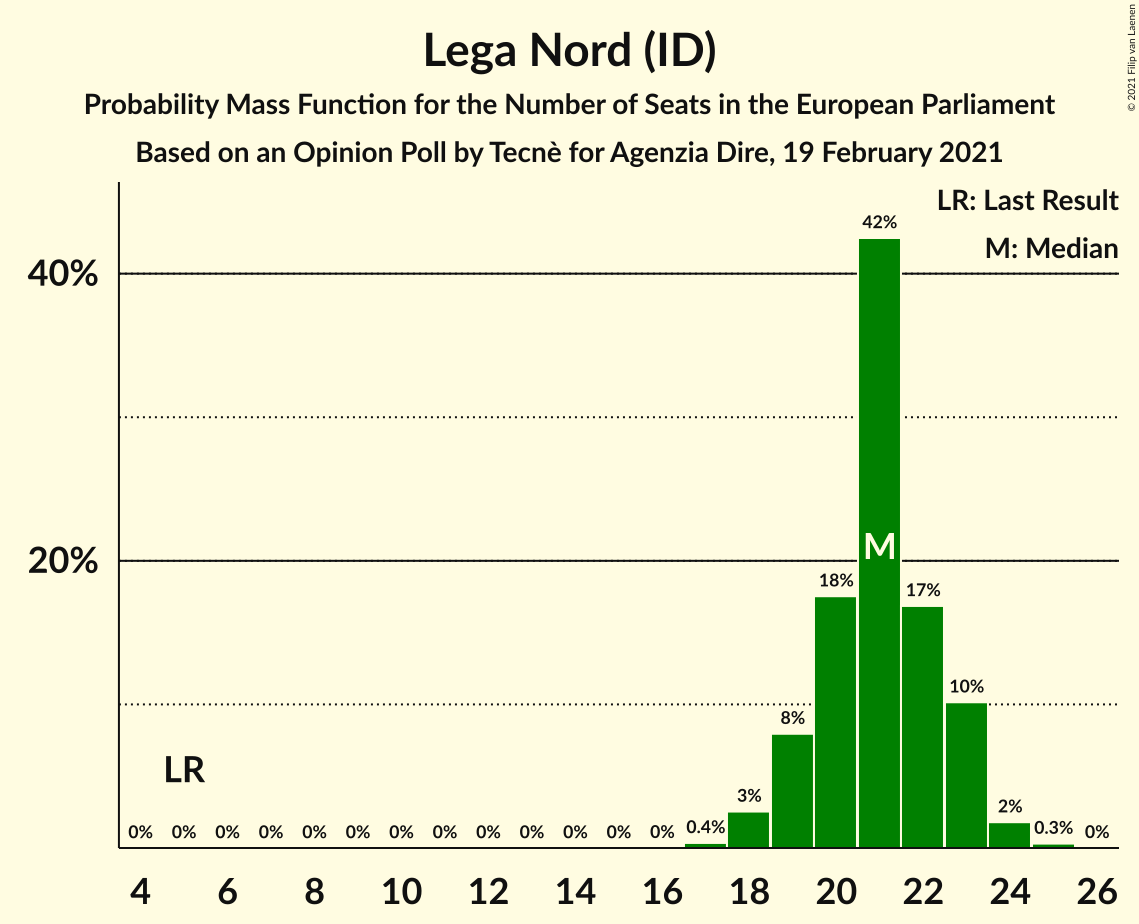 Lega Nord (ID)
Probability Mass Function for the Number of Seats in the European Parliament
Based on an Opinion Poll by Tecnè for Agenzia Dire, 19 February 2021
© 2021 Filip van Laenen
LR: Last Result
M: Median
42%
40%
M
20%
18%
17%
10%
8%
LR
3%
2%
0% 0% 0% 0% 0% 0% 0% 0% 0% 0% 0% 0% 0% 0.4% 0.3% 0%
4 6 8 10 12 14 16 18 20 22 24 26